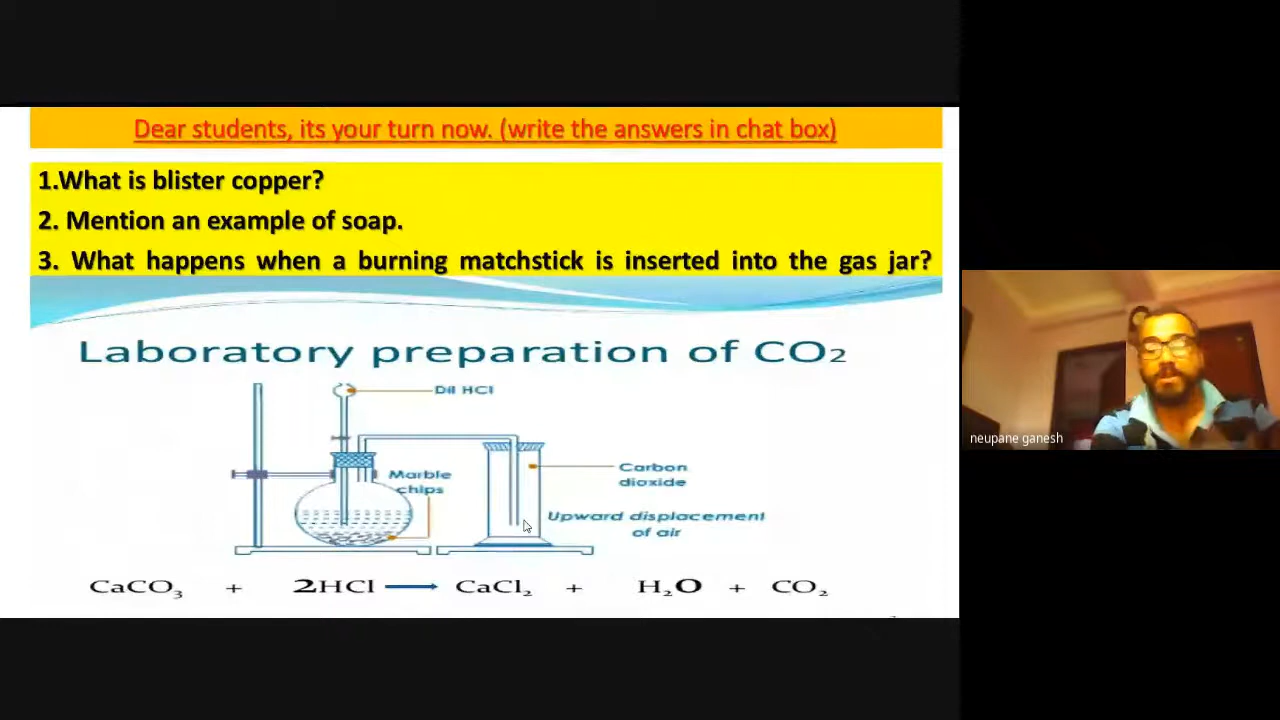 Dear students, its your turn now. (write the answers in chat box)
1.What is blister copper?
2. Mention an example of soap.
3. What happens when a burning matchstick is inserted into the gas jar?
Laboratory preparation of CO₂
Dil HCl
Marble
chips
Carbon
dioxide
Upward displacement
of air
CaCO₃ + 2HCl → CaCl₂ + H₂O + CO₂
neupane ganesh